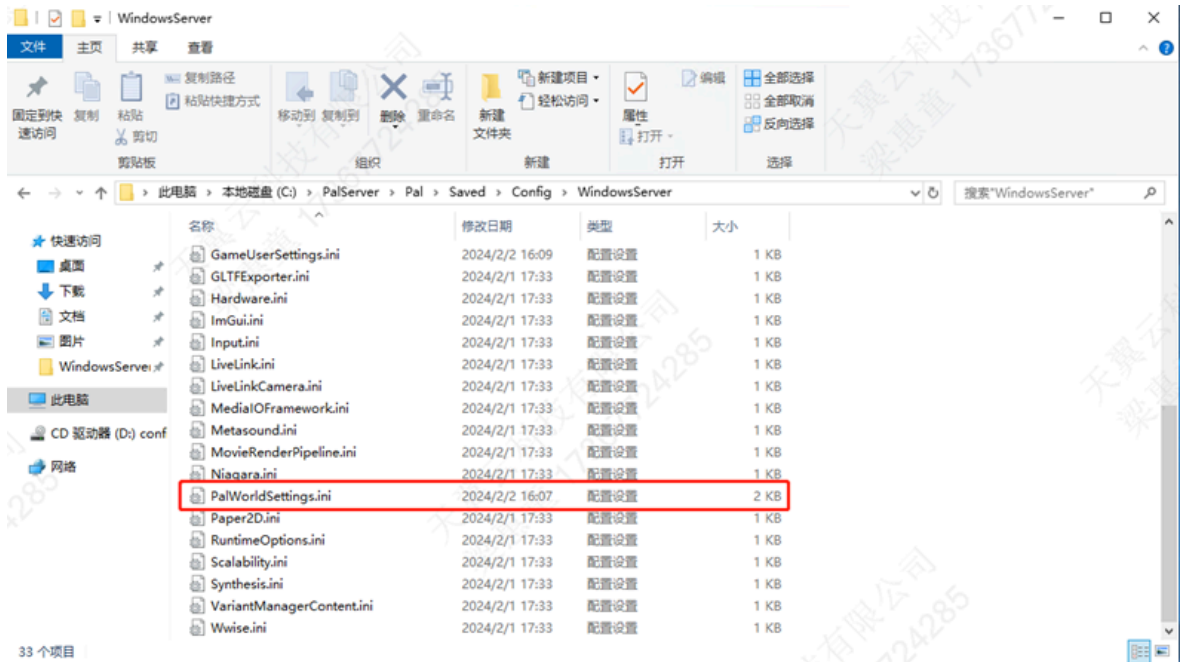 WindowsServer
文件 主页 共享 查看
固定到快速访问
复制
粘贴
复制路径
粘贴快捷方式
剪切
剪贴板
移动到
复制到
删除
重命名
组织
新建文件夹
新建项目
轻松访问
新建
属性
打开
编辑
打开
全部选择
全部取消
反向选择
选择
此电脑 > 本地磁盘 (C:) > PalServer > Pal > Saved > Config > WindowsServer
搜索"WindowsServer"
快速访问
桌面
下载
文档
图片
WindowsServer
此电脑
CD 驱动器 (D:) conf
网络
名称 修改日期 类型 大小
GameUserSettings.ini 2024/2/2 16:09 配置设置 1 KB
GLTFExporter.ini 2024/2/1 17:33 配置设置 1 KB
Hardware.ini 2024/2/1 17:33 配置设置 1 KB
ImGui.ini 2024/2/1 17:33 配置设置 1 KB
Input.ini 2024/2/1 17:33 配置设置 1 KB
LiveLink.ini 2024/2/1 17:33 配置设置 1 KB
LiveLinkCamera.ini 2024/2/1 17:33 配置设置 1 KB
MediaIOFramework.ini 2024/2/1 17:33 配置设置 1 KB
Metasound.ini 2024/2/1 17:33 配置设置 1 KB
MovieRenderPipeline.ini 2024/2/1 17:33 配置设置 1 KB
Niagara.ini 2024/2/1 17:33 配置设置 1 KB
PalWorldSettings.ini 2024/2/2 16:07 配置设置 2 KB
Paper2D.ini 2024/2/1 17:33 配置设置 1 KB
RuntimeOptions.ini 2024/2/1 17:33 配置设置 1 KB
Scalability.ini 2024/2/1 17:33 配置设置 1 KB
Synthesis.ini 2024/2/1 17:33 配置设置 1 KB
VariantManagerContent.ini 2024/2/1 17:33 配置设置 1 KB
Wwise.ini 2024/2/1 17:33 配置设置 1 KB
33 个项目